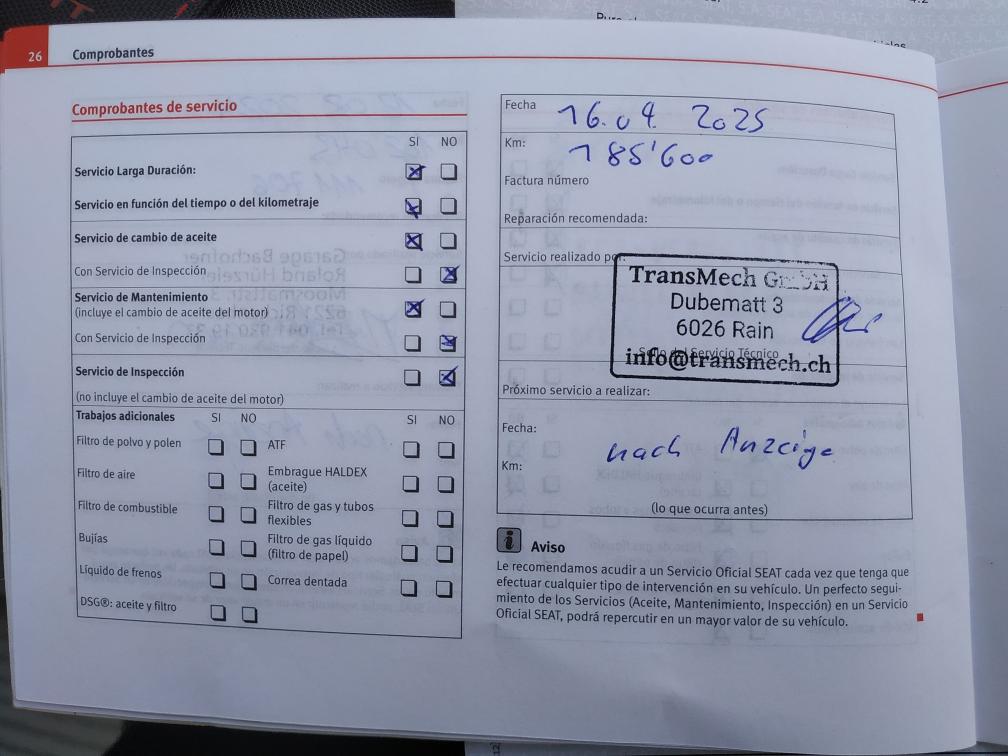 26 Comprobantes
Comprobantes de servicio
SI NO
Servicio Larga Duración:
Servicio en función del tiempo o del kilometraje
Servicio de cambio de aceite
Con Servicio de Inspección
Servicio de Mantenimiento
(incluye el cambio de aceite del motor)
Con Servicio de Inspección
Servicio de Inspección
(no incluye el cambio de aceite del motor)
Trabajos adicionales SI NO SI NO
Filtro de polvo y polen
Filtro de aire
Filtro de combustible
Bujías
Líquido de frenos
DSG®: aceite y filtro
ATF
Embrague HALDEX
(aceite)
Filtro de gas y tubos
flexibles
Filtro de gas líquido
(filtro de papel)
Correa dentada
Fecha 16.04. 2025
Km: 185'600
Factura número
Reparación recomendada:
Servicio realizado por:
TransMech GmbH
Dubematt 3
6026 Rain
Sello del Servicio Técnico
info@transmech.ch
Próximo servicio a realizar:
Fecha:
nach Anzeige
Km:
(lo que ocurra antes)
i Aviso
Le recomendamos acudir a un Servicio Oficial SEAT cada vez que tenga que
efectuar cualquier tipo de intervención en su vehículo. Un perfecto segui-
miento de los Servicios (Aceite, Mantenimiento, Inspección) en un Servicio
Oficial SEAT, podrá repercutir en un mayor valor de su vehículo.